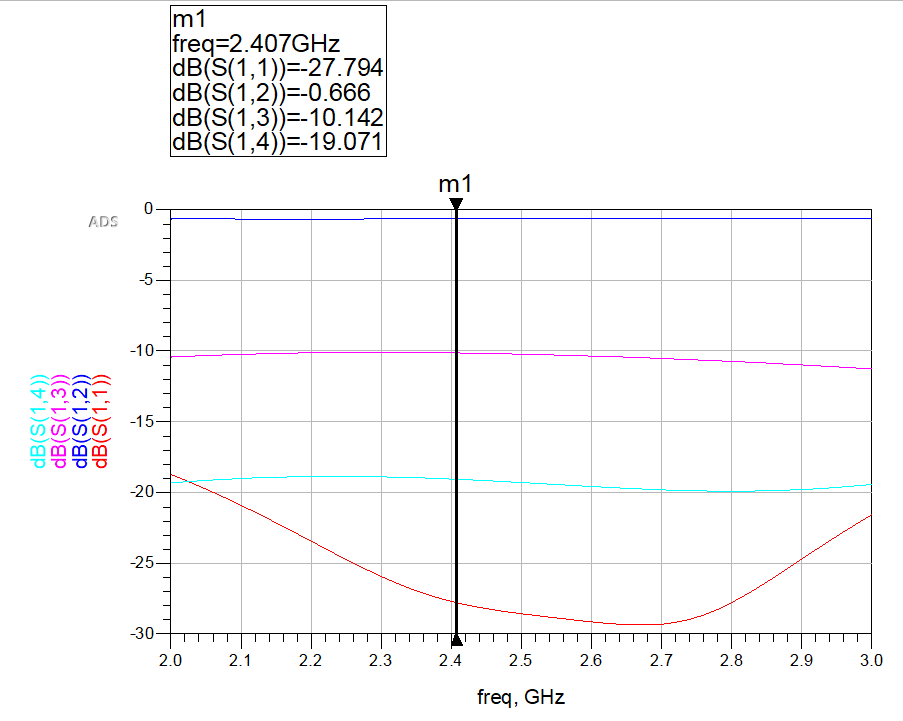 m1
freq=2.407GHz
dB(S(1,1))=-27.794
dB(S(1,2))=-0.666
dB(S(1,3))=-10.142
dB(S(1,4))=-19.071
m1
ADS
0
-5
-10
-15
-20
-25
-30
dB(S(1,4))
dB(S(1,3))
dB(S(1,2))
dB(S(1,1))
2.0 2.1 2.2 2.3 2.4 2.5 2.6 2.7 2.8 2.9 3.0
freq, GHz